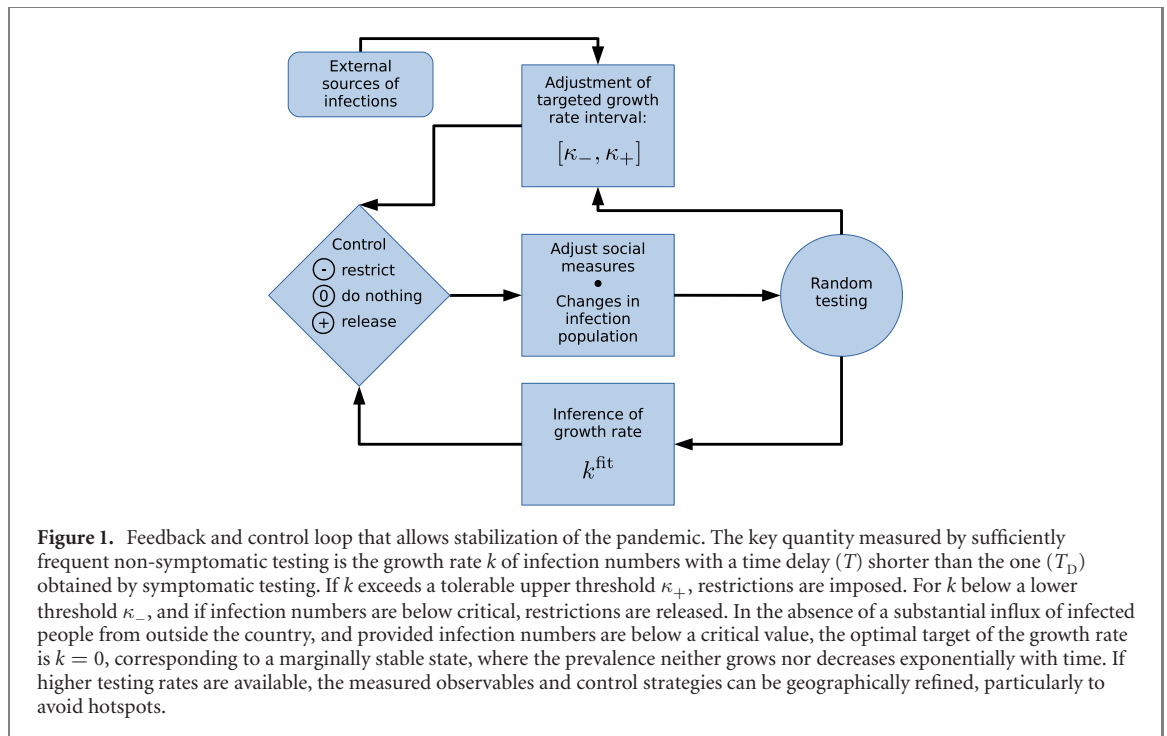 External
sources of
infections
Adjustment of
targeted growth
rate interval:
[κ−, κ+]
Control
- restrict
0 do nothing
+ release
Adjust social
measures
•
Changes in
infection
population
Random
testing
Inference of
growth rate
k^fit
Figure 1. Feedback and control loop that allows stabilization of the pandemic. The key quantity measured by sufficiently
frequent non-symptomatic testing is the growth rate k of infection numbers with a time delay (T) shorter than the one (T_D)
obtained by symptomatic testing. If k exceeds a tolerable upper threshold κ+, restrictions are imposed. For k below a lower
threshold κ−, and if infection numbers are below critical, restrictions are released. In the absence of a substantial influx of infected
people from outside the country, and provided infection numbers are below a critical value, the optimal target of the growth rate
is k = 0, corresponding to a marginally stable state, where the prevalence neither grows nor decreases exponentially with time. If
higher testing rates are available, the measured observables and control strategies can be geographically refined, particularly to
avoid hotspots.